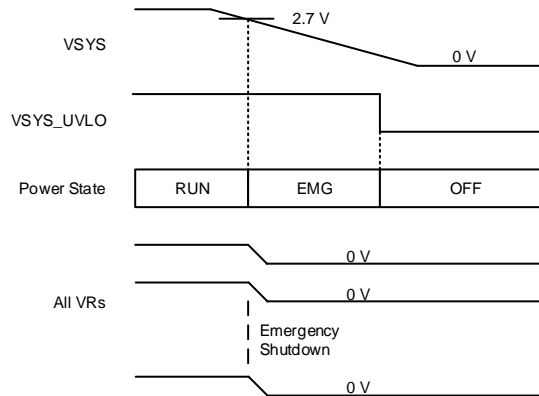 2.7 V
VSYS
0 V
VSYS_UVLO
Power State
RUN
EMG
OFF
0 V
All VRs
0 V
Emergency
Shutdown
0 V